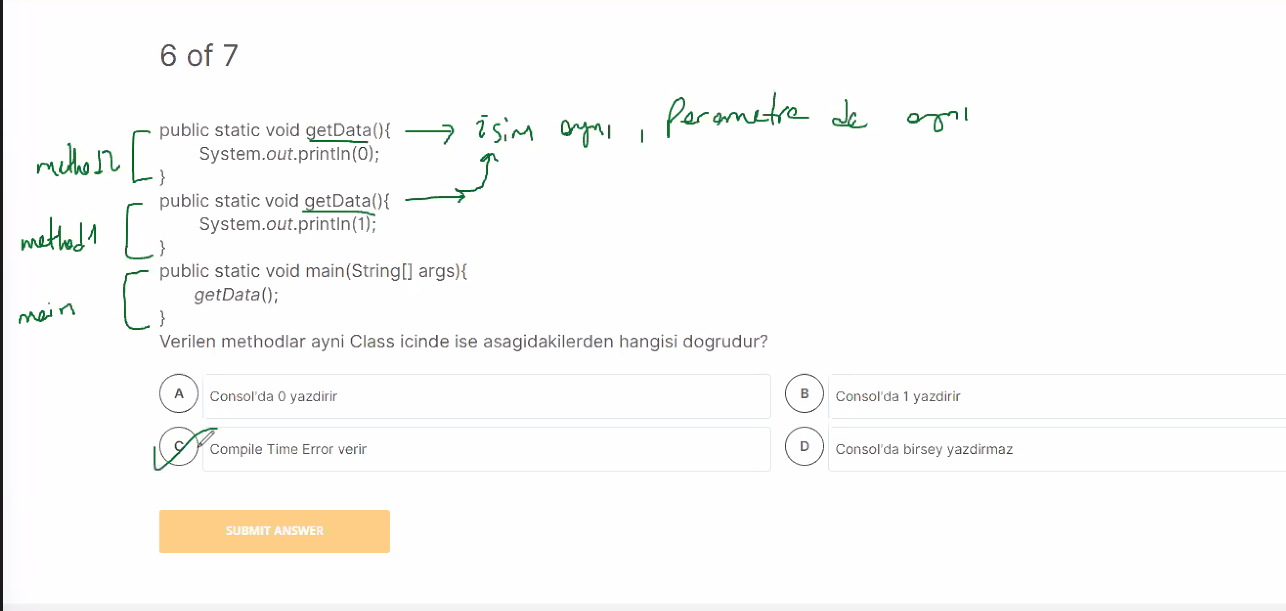 6 of 7
public static void getData(){ → isim aynı, Parametre de aynı
System.out.println(0);
method2
}
public static void getData(){
System.out.println(1);
method1
}
public static void main(String[] args){
getData();
main
}
Verilen methodlar ayni Class icinde ise asagidakilerden hangisi dogrudur?
A Consol'da 0 yazdirir
B Consol'da 1 yazdirir
C Compile Time Error verir
D Consol'da birsey yazdirmaz
SUBMIT ANSWER